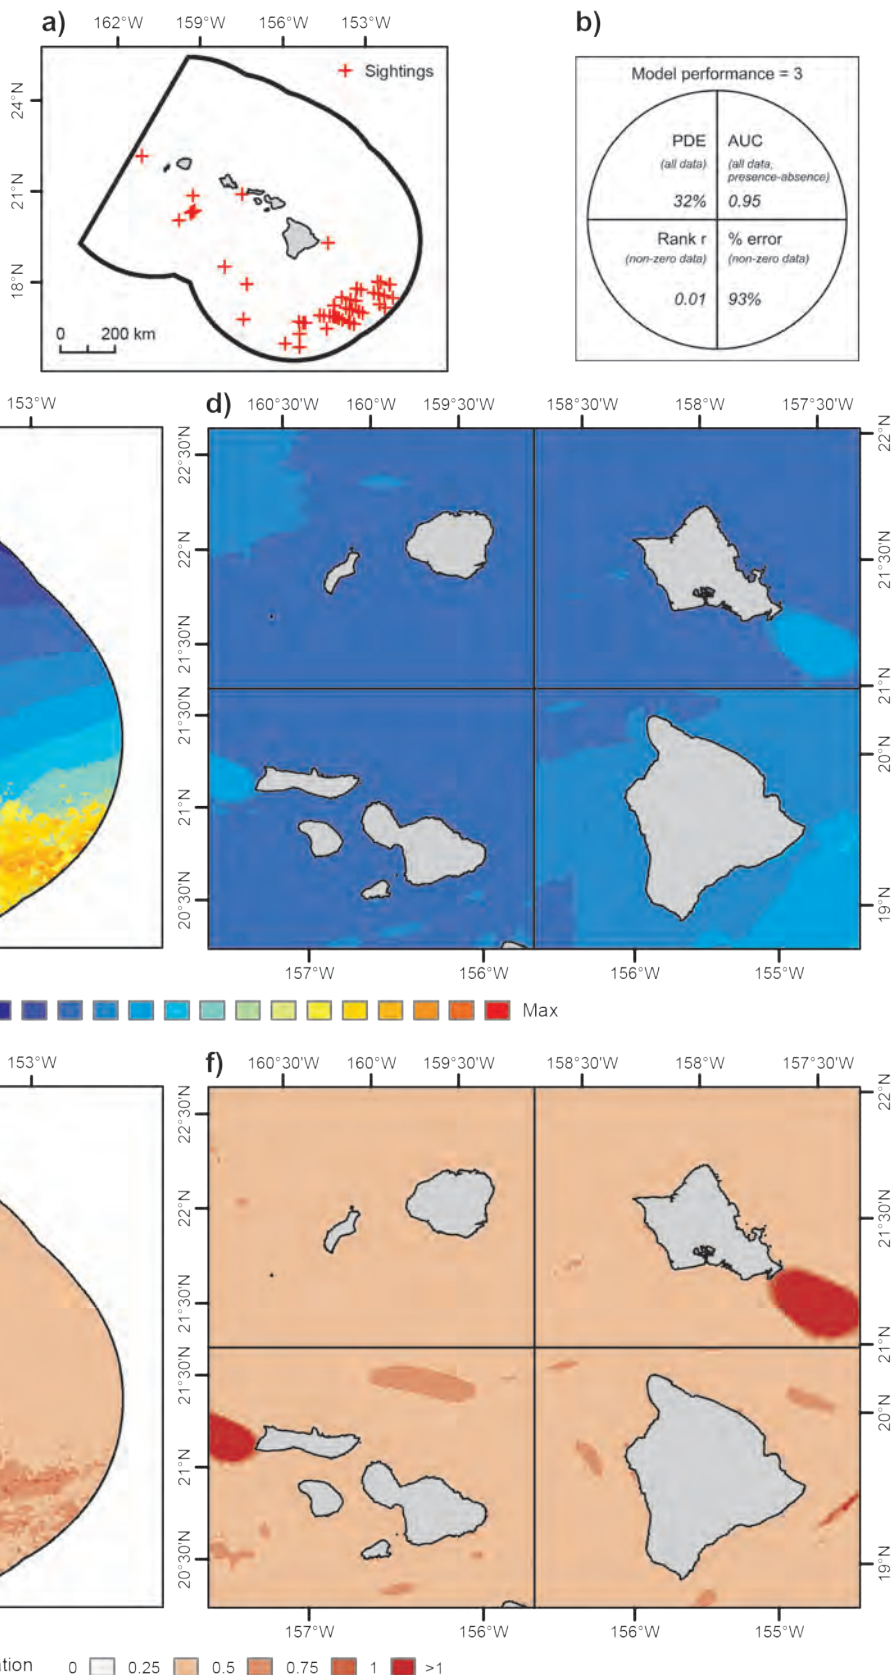 a)
162°W 159°W 156°W 153°W
24°N
21°N
18°N
Sightings
0 200 km
b)
Model performance = 3
PDE
(all data)
32%
AUC
(all data,
presence-absence)
0.95
Rank r
(non-zero data)
0.01
% error
(non-zero data)
93%
153°W
d)
160°30'W 160°W 159°30'W 158°30'W 158°W 157°30'W
22°30'N
22°N
21°30'N
21°30'N
21°N
20°30'N
22°N
21°30'N
21°N
20°N
19°N
157°W 156°W 156°W 155°W
Max
153°W
f)
160°30'W 160°W 159°30'W 158°30'W 158°W 157°30'W
22°30'N
22°N
21°30'N
21°30'N
21°N
20°30'N
22°N
21°30'N
21°N
20°N
19°N
157°W 156°W 156°W 155°W
0 0.25 0.5 0.75 1 >1